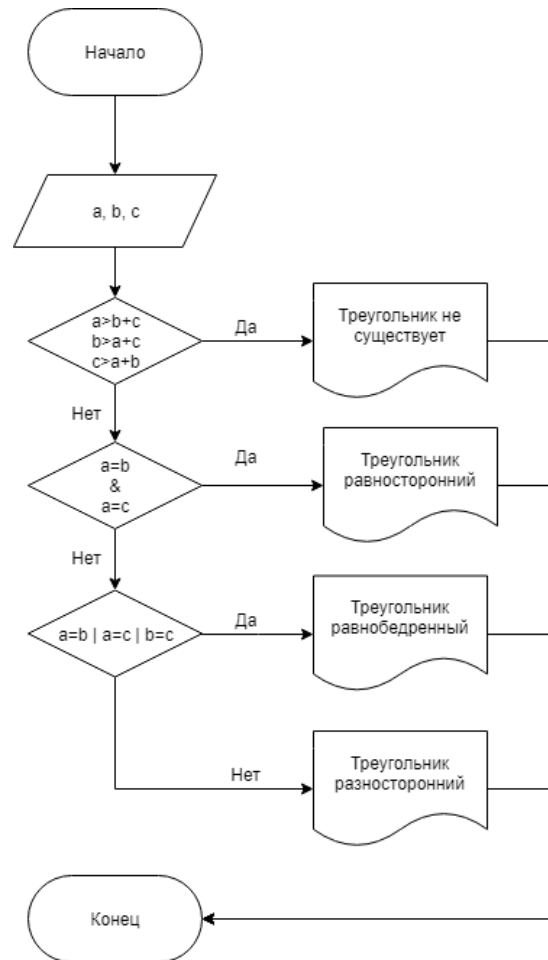 Начало
a, b, c
a>b+c
b>a+c
c>a+b
Да
Треугольник не
существует
Нет
a=b
&
a=c
Да
Треугольник
равносторонний
Нет
a=b | a=c | b=c
Да
Треугольник
равнобедренный
Нет
Треугольник
разносторонний
Конец